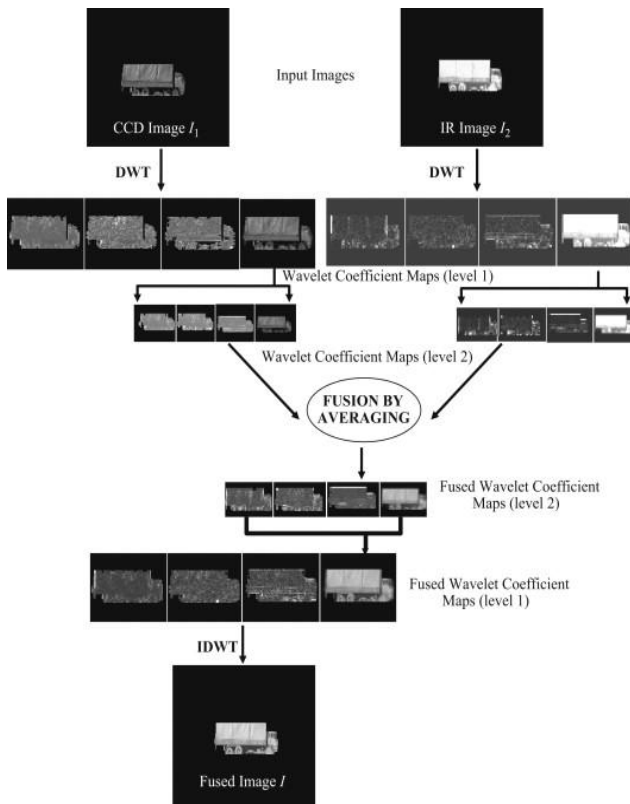 Input Images
CCD Image I₁
IR Image I₂
DWT
DWT
Wavelet Coefficient Maps (level 1)
Wavelet Coefficient Maps (level 2)
FUSION BY
AVERAGING
Fused Wavelet Coefficient
Maps (level 2)
Fused Wavelet Coefficient
Maps (level 1)
IDWT
Fused Image I